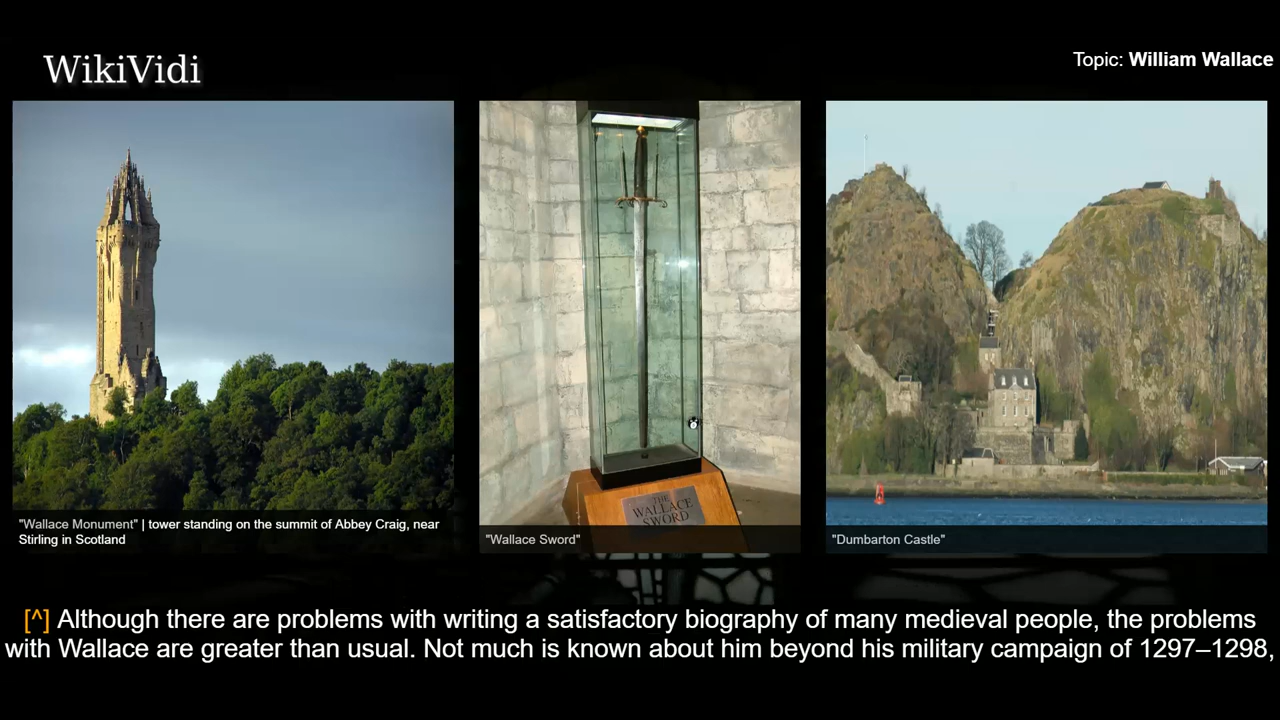 WikiVidi
Topic: William Wallace
"Wallace Monument" | tower standing on the summit of Abbey Craig, near
Stirling in Scotland
THE
WALLACE
SWORD
"Wallace Sword"
"Dumbarton Castle"
[^] Although there are problems with writing a satisfactory biography of many medieval people, the problems
with Wallace are greater than usual. Not much is known about him beyond his military campaign of 1297–1298,